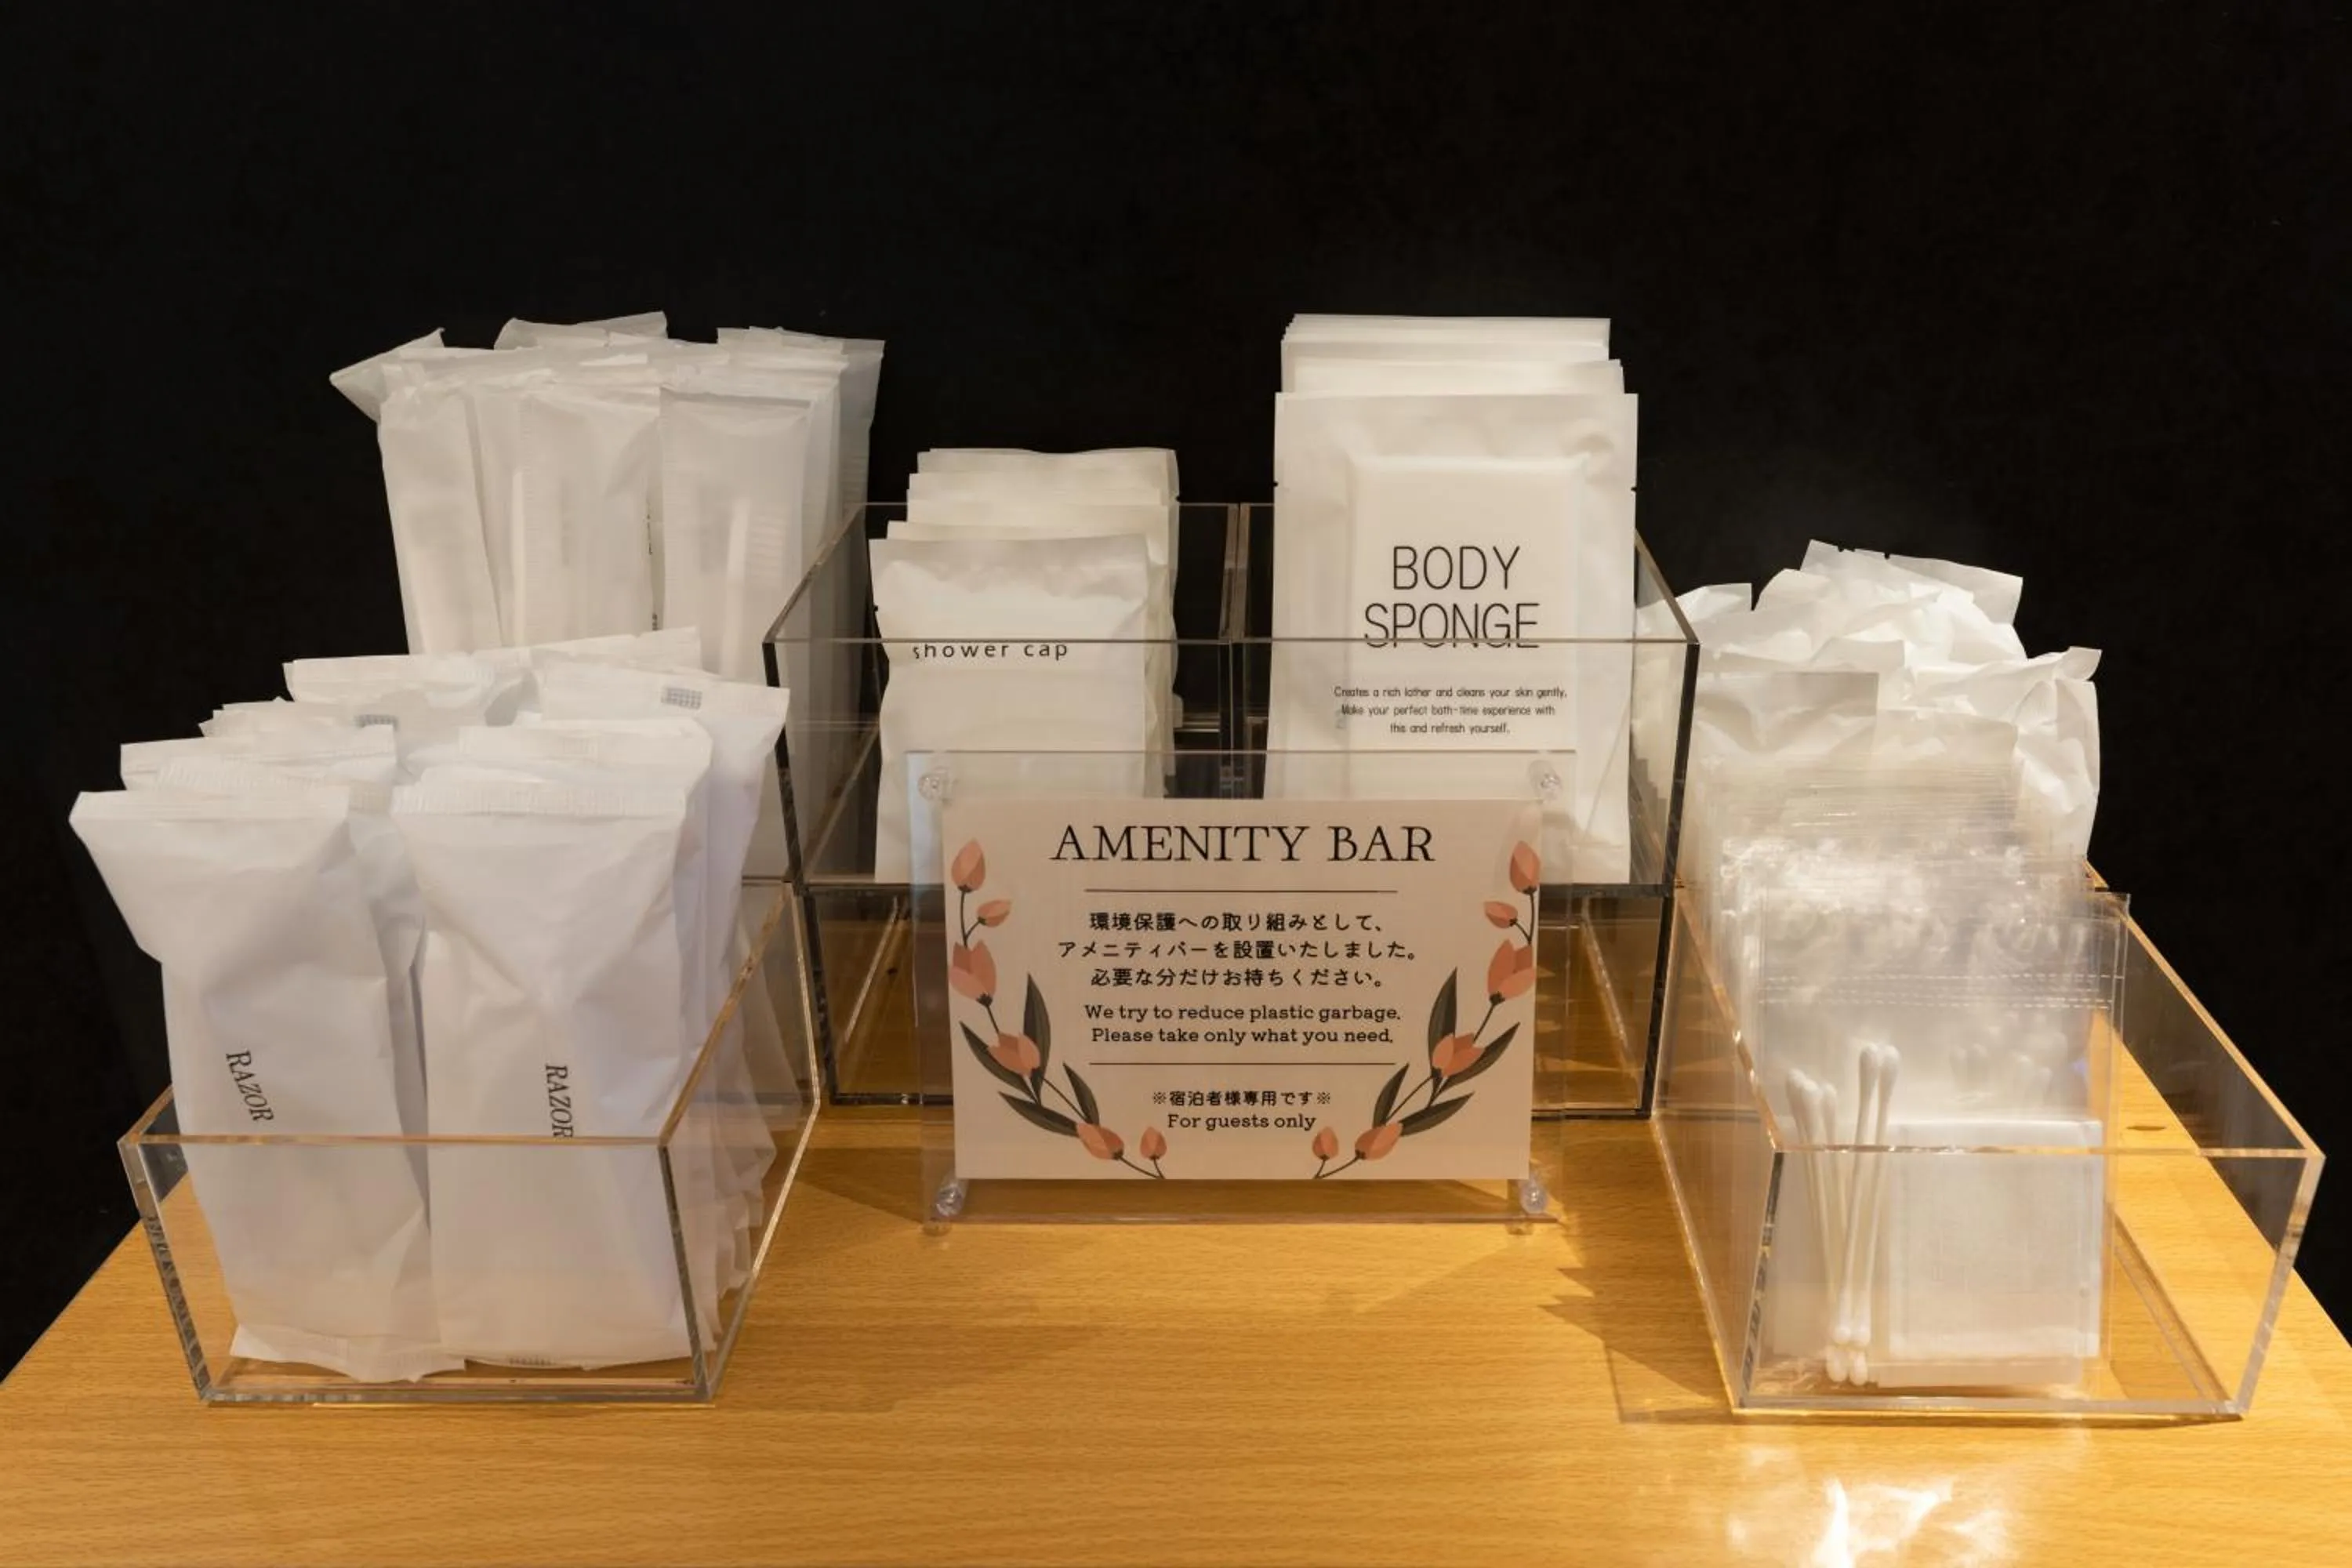 shower cap
BODY
SPONGE
Creates a rich lather and cleans your skin gently.
Make your perfect bath-time experience with
this and refresh yourself.
AMENITY BAR
環境保護への取り組みとして、
アメニティバーを設置いたしました。
必要な分だけお持ちください。
We try to reduce plastic garbage.
Please take only what you need.
※宿泊者様専用です※
For guests only
RAZOR
RAZOR